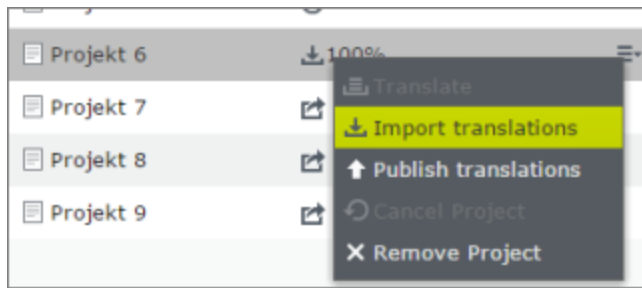 Projekt 6 100%
Translate
Projekt 7
Import translations
Projekt 8
Publish translations
Projekt 9
Cancel Project
Remove Project